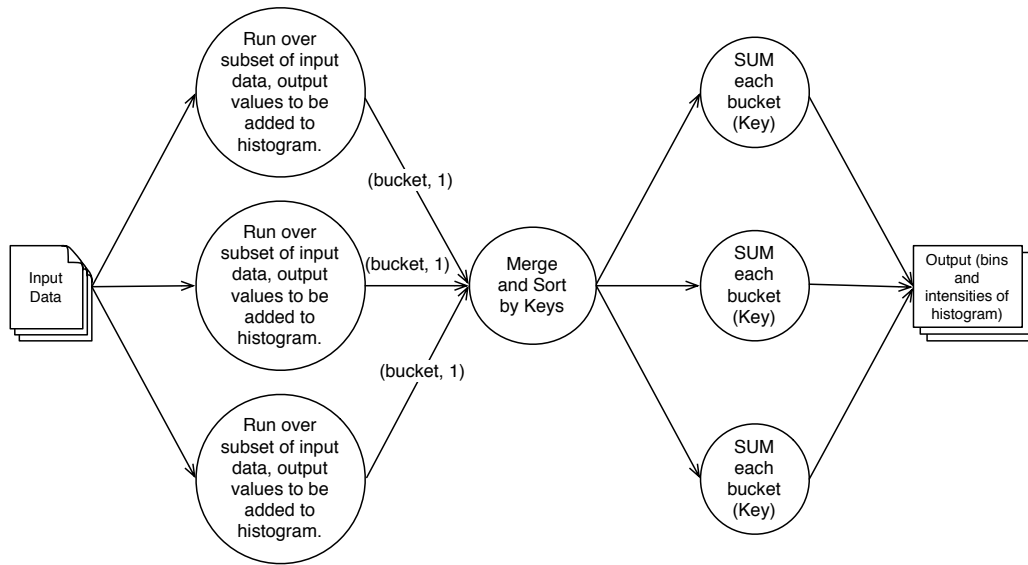 Input
Data
Run over
subset of input
data, output
values to be
added to
histogram.
Run over
subset of input
data, output
values to be
added to
histogram.
Run over
subset of input
data, output
values to be
added to
histogram.
(bucket, 1)
(bucket, 1)
(bucket, 1)
Merge
and Sort
by Keys
SUM
each
bucket
(Key)
SUM
each
bucket
(Key)
SUM
each
bucket
(Key)
Output (bins
and
intensities of
histogram)